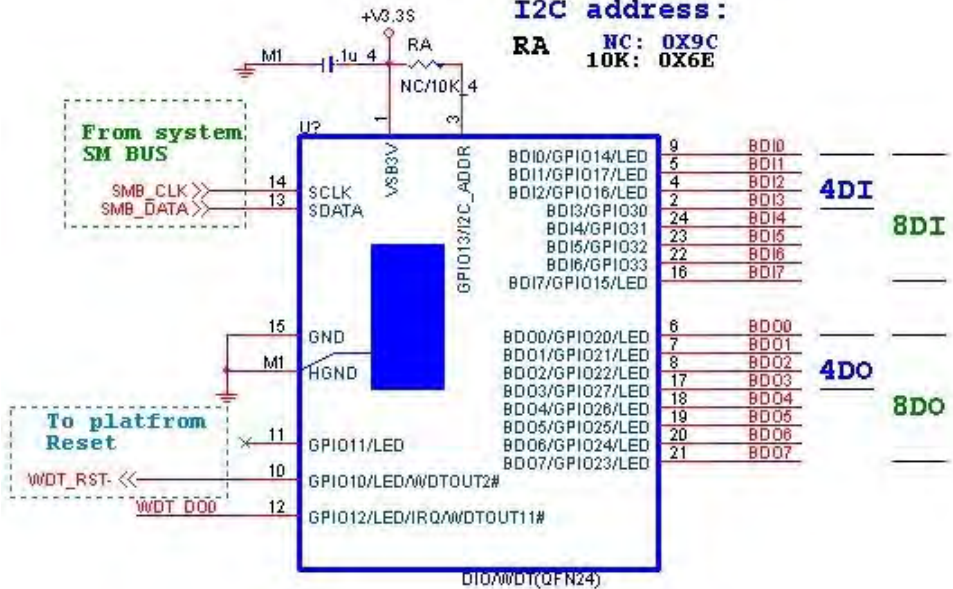 I2C address:
RA NC: 0X9C
10K: 0X6E
+V3.3S
M1 .1u_4 RA
NC/10K_4
1 3
U?
From system
SM BUS
SMB_CLK 14 SCLK
SMB_DATA 13 SDATA
VSB3V
GPIO13/I2C_ADDR
BDI0/GPIO14/LED 9 BDI0
BDI1/GPIO17/LED 5 BDI1
BDI2/GPIO16/LED 4 BDI2
BDI3/GPIO30 2 BDI3
BDI4/GPIO31 24 BDI4
BDI5/GPIO32 23 BDI5
BDI6/GPIO33 22 BDI6
BDI7/GPIO15/LED 16 BDI7
4DI
8DI
15 GND
M1 HGND
BDO0/GPIO20/LED 6 BDO0
BDO1/GPIO21/LED 7 BDO1
BDO2/GPIO22/LED 8 BDO2
BDO3/GPIO27/LED 17 BDO3
BDO4/GPIO26/LED 18 BDO4
BDO5/GPIO25/LED 19 BDO5
BDO6/GPIO24/LED 20 BDO6
BDO7/GPIO23/LED 21 BDO7
4DO
8DO
To platfrom
Reset
11 GPIO11/LED
WDT_RST- 10 GPIO10/LED/WDTOUT2#
WDT_DO0 12 GPIO12/LED/IRQ/WDTOUT11#
DIO/WDT(QFN24)